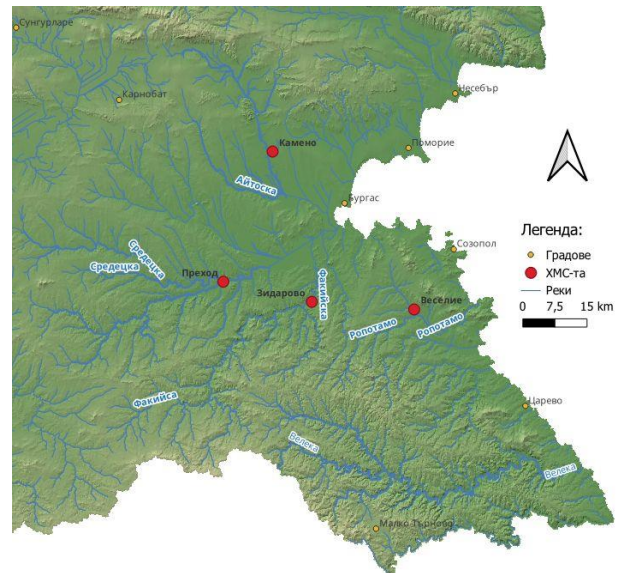 Сунгурларе
Карнобат
Несебър
Камено
Поморие
Айтоска
Бургас
Созопол
Легенда:
Градове
ХМС-та
Реки
0 7,5 15 km
Средецка
Средецка
Преход
Зидарово
Факийска
Веселие
Ропотамо
Ропотамо
Факийса
Царево
Велека
Велека
Малко Търново